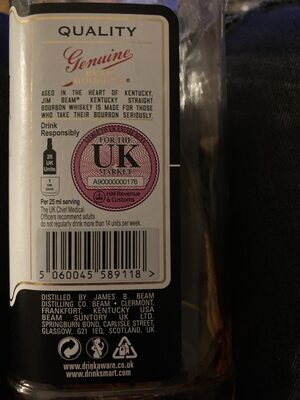 QUALITY
Genuine
BOURBON®
AGED IN THE HEART OF KENTUCKY.
JIM BEAM® KENTUCKY STRAIGHT
BOURBON WHISKEY IS MADE FOR THOSE
WHO TAKE THEIR BOURBON SERIOUSLY.
Drink
Responsibly
28
UK
Units
1
FOR THE
UK
MARKET
A90000000176
HM Revenue
& Customs
Per 25 ml serving
The UK Chief Medical
Officers recommend adults
do not regularly drink more than 14 units per week
5 060045 589118 >
DISTILLED BY JAMES B. BEAM
DISTILLING CO. BEAM • CLERMONT,
FRANKFORT, KENTUCKY USA
BEAM SUNTORY UK LTD.
SPRINGBURN BOND, CARLISLE STREET,
GLASGOW, G21 1EQ, SCOTLAND, UK
www.drinkaware.co.uk
www.drinksmart.com